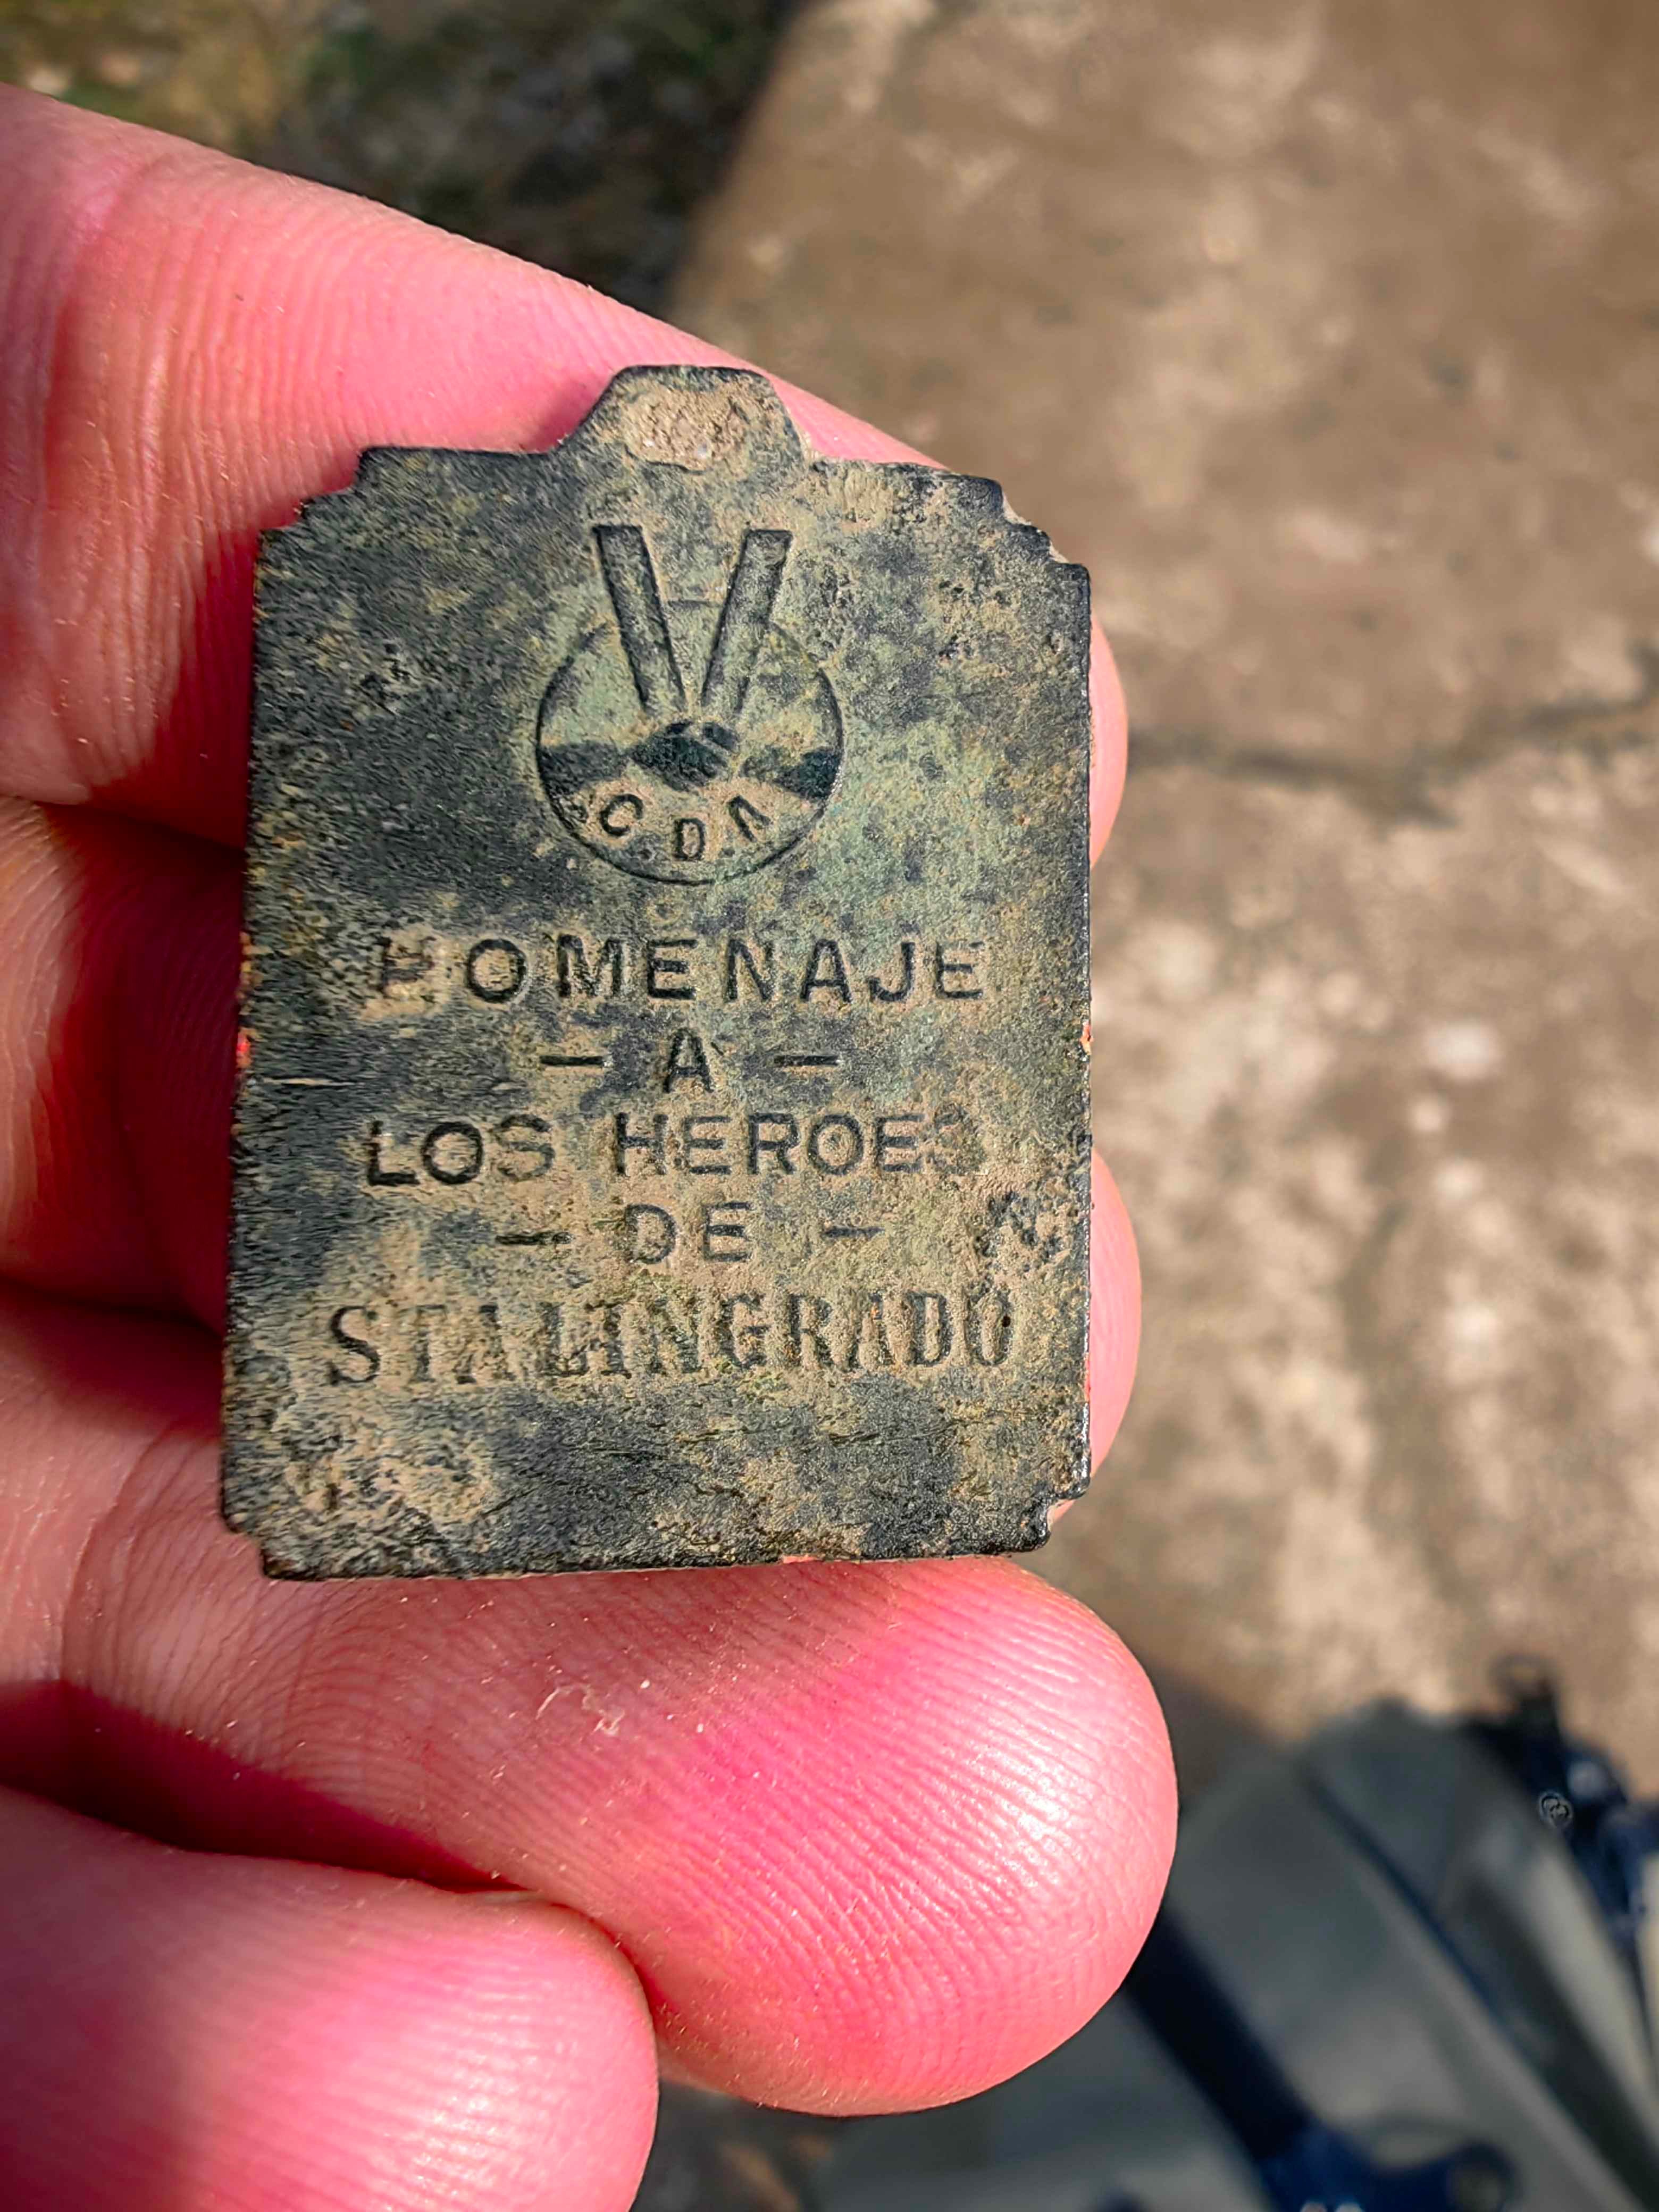 C.D.A
HOMENAJE
- A -
LOS HEROES
- DE -
STALINGRADO